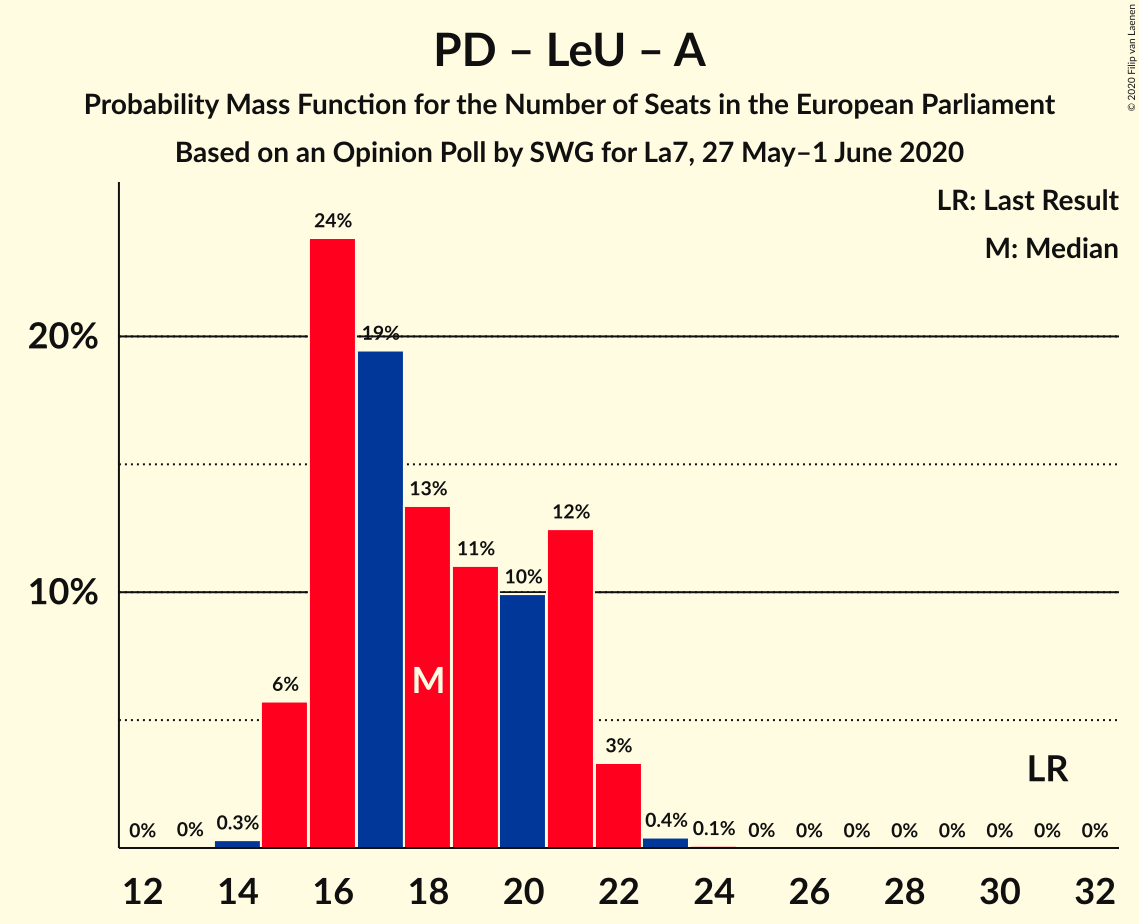 PD – LeU – A
Probability Mass Function for the Number of Seats in the European Parliament
Based on an Opinion Poll by SWG for La7, 27 May–1 June 2020
© 2020 Filip van Laenen
LR: Last Result
M: Median
20%
10%
0%
0%
0.3%
6%
24%
19%
13%
11%
10%
12%
3%
0.4%
0.1%
0%
0%
0%
0%
0%
0%
0%
0%
M
LR
12 14 16 18 20 22 24 26 28 30 32